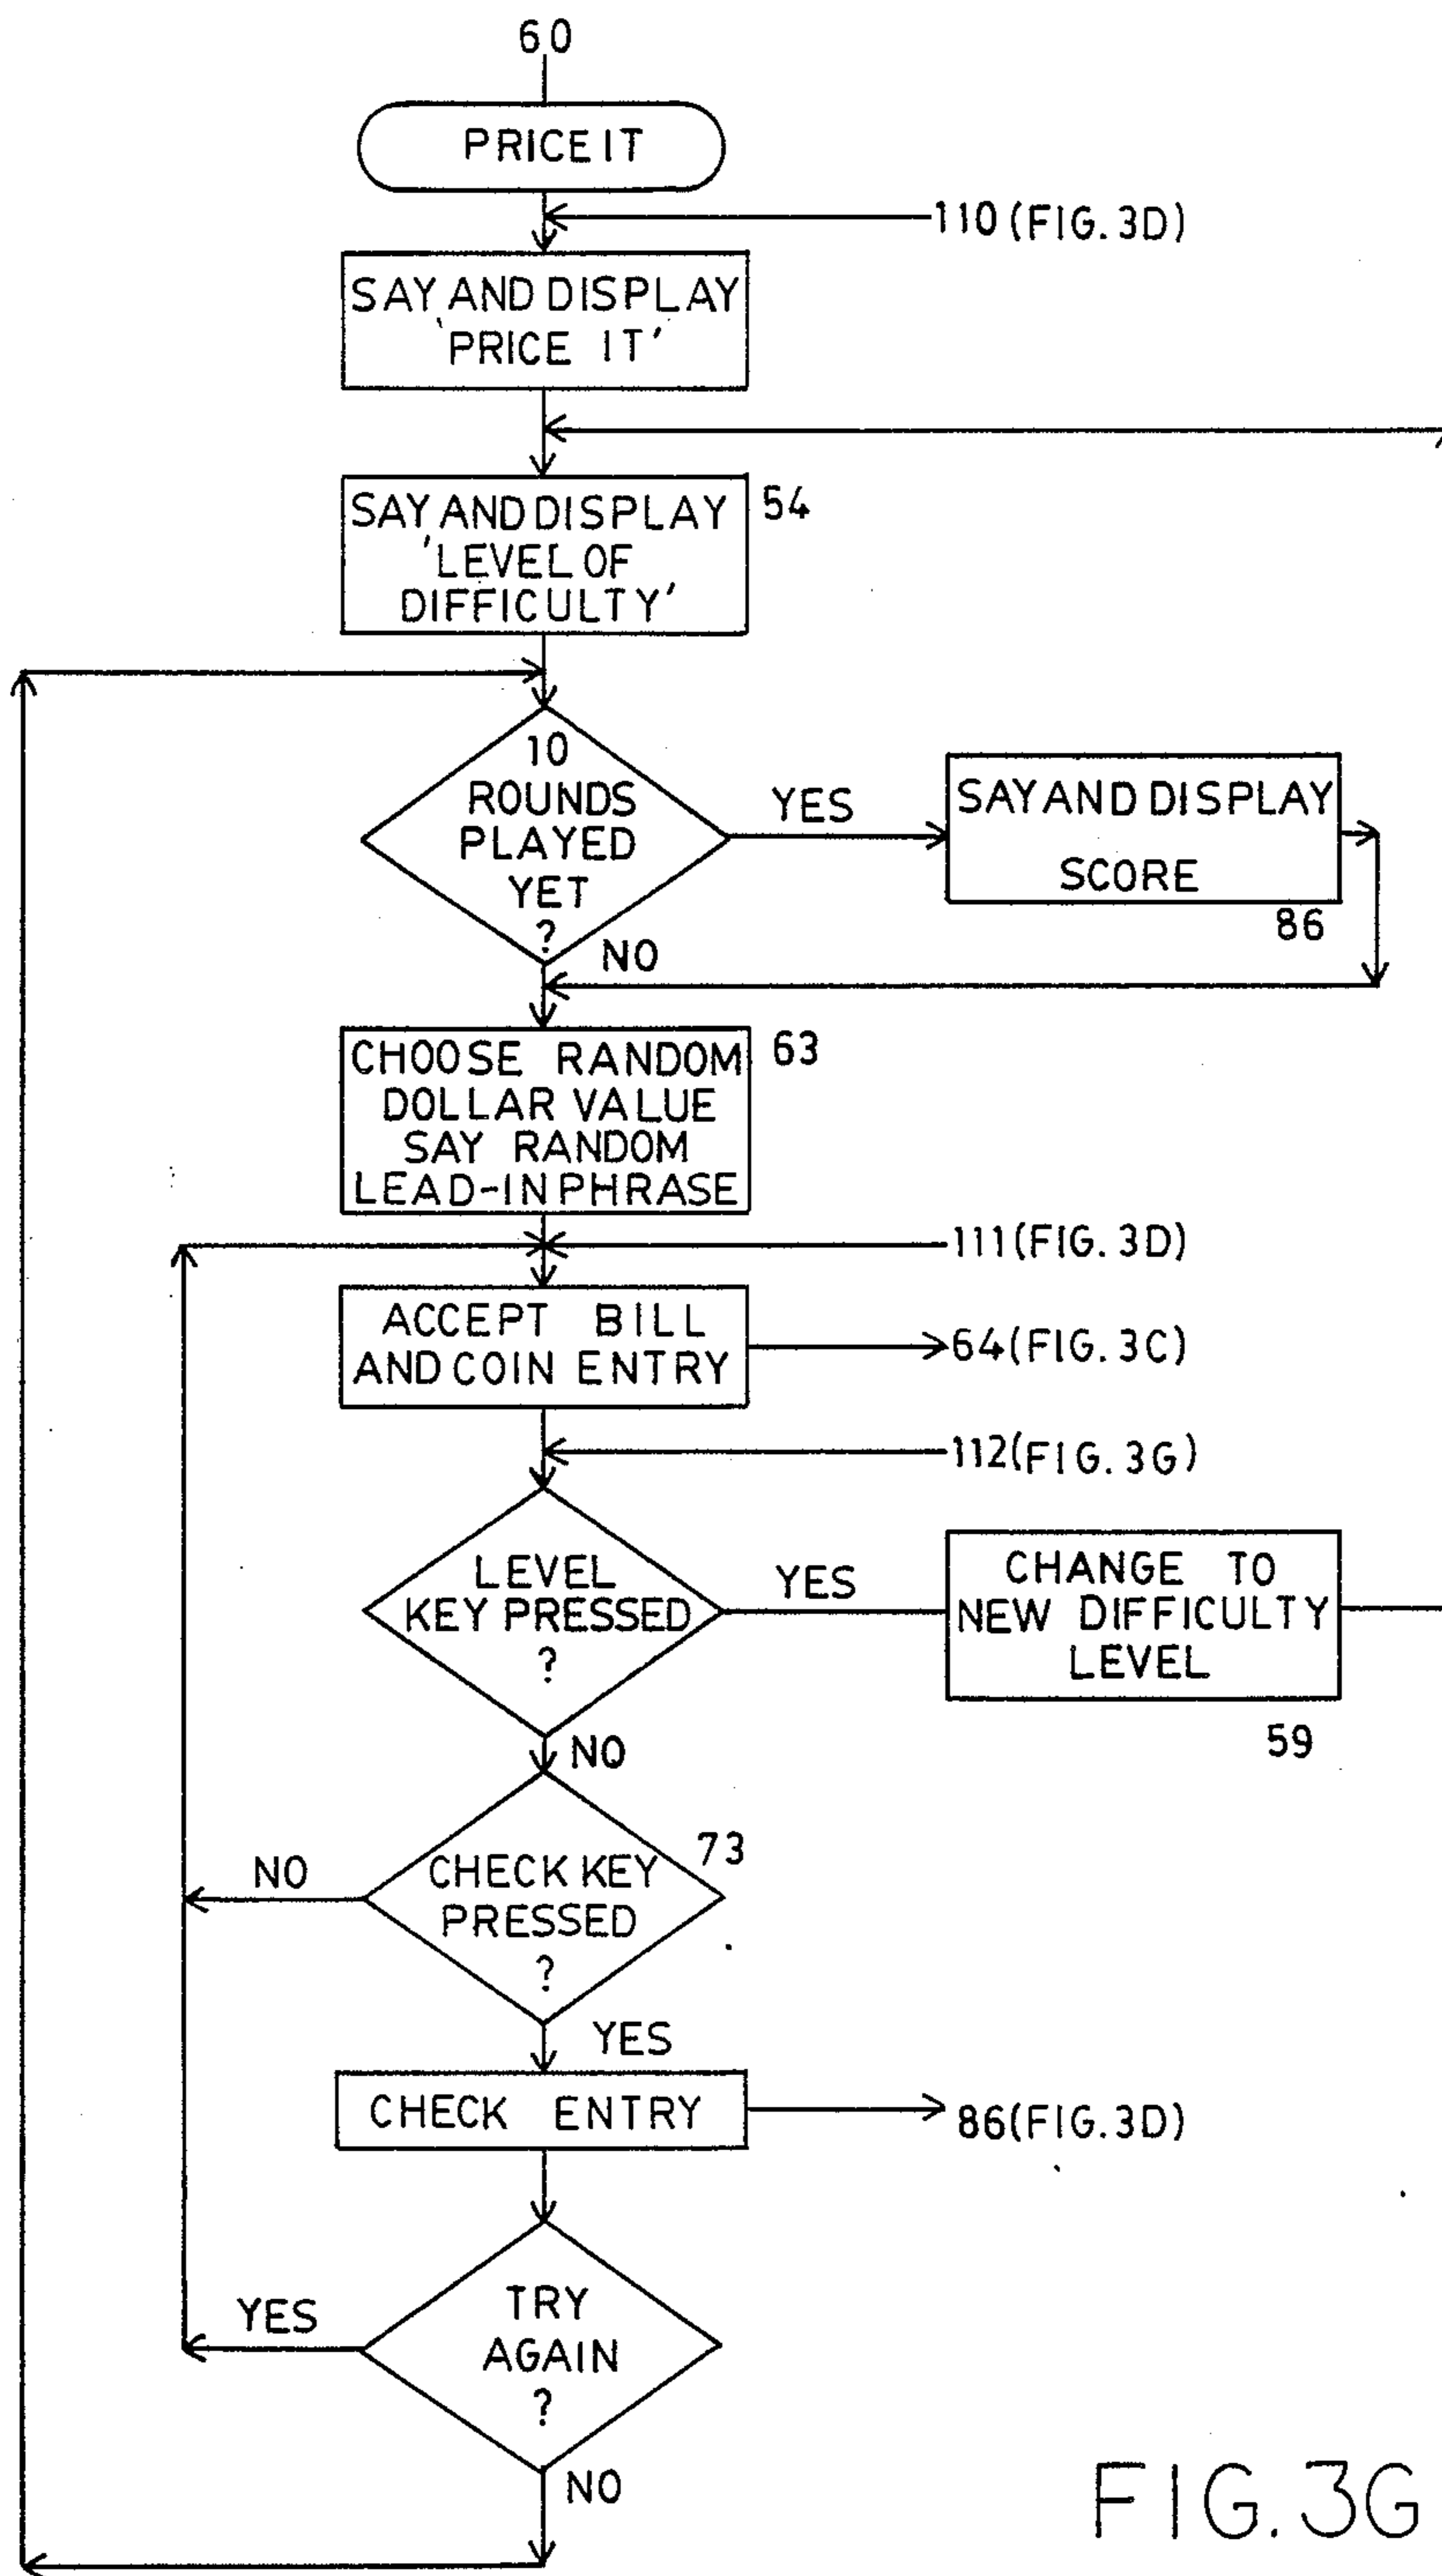 60
PRICE IT
110 (FIG. 3D)
SAY AND DISPLAY
'PRICE IT'
SAY AND DISPLAY
54
'LEVEL OF
DIFFICULTY'
10
ROUNDS
PLAYED
YET
?
YES
SAY AND DISPLAY
SCORE
86
NO
CHOOSE RANDOM
63
DOLLAR VALUE
SAY RANDOM
LEAD-IN PHRASE
111 (FIG. 3D)
ACCEPT BILL
AND COIN ENTRY
64 (FIG. 3C)
112 (FIG. 3G)
LEVEL
KEY PRESSED
?
YES
CHANGE TO
NEW DIFFICULTY
LEVEL
59
NO
CHECK KEY
PRESSED
?
73
NO
YES
CHECK ENTRY
86 (FIG. 3D)
TRY
AGAIN
?
YES
NO
FIG. 3G